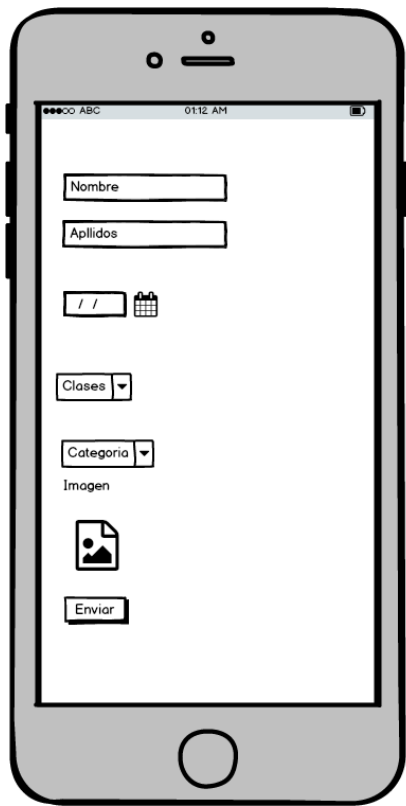 ABC 01:12 AM
Nombre
Apllidos
/ /
Clases
Categoria
Imagen
Enviar